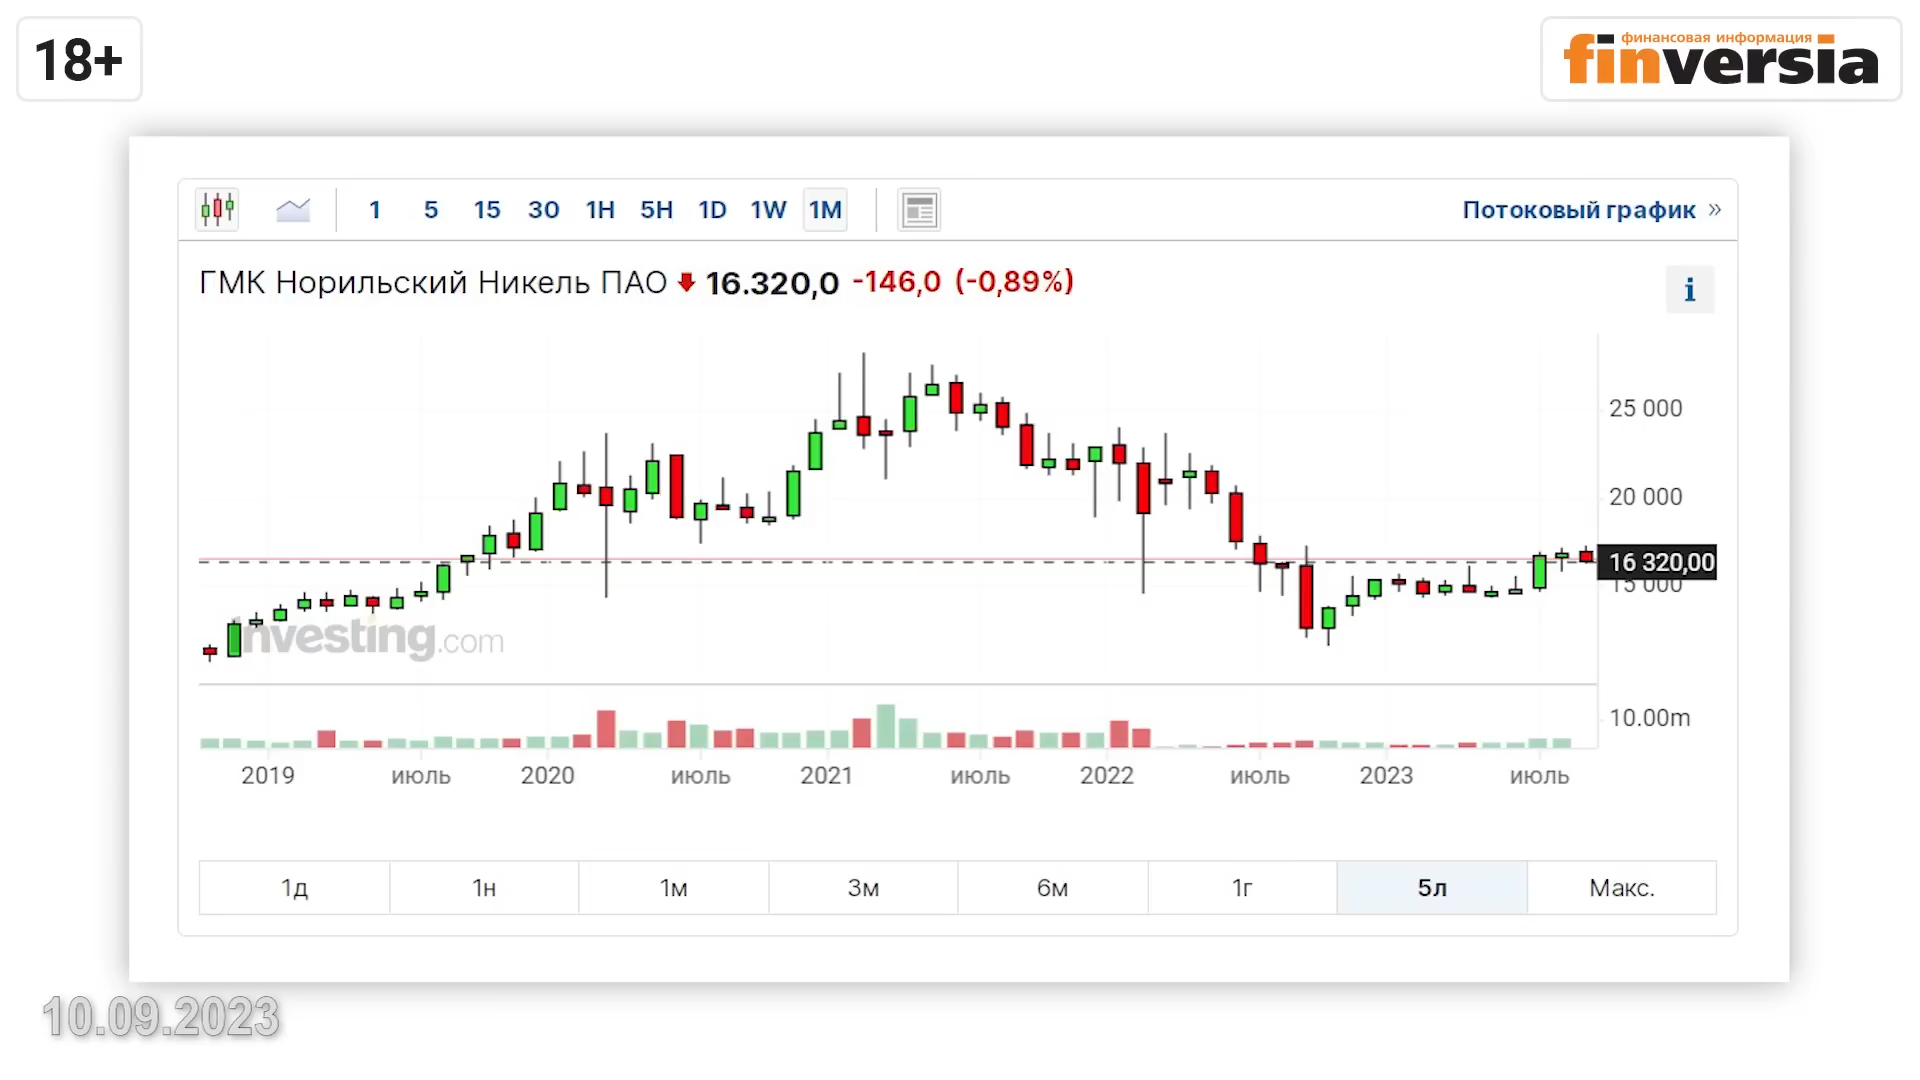 18+
финансовая информация
finversia
1 5 15 30 1H 5H 1D 1W 1M
Потоковый график »
ГМК Норильский Никель ПАО 16.320,0 -146,0 (-0,89%)
i
25 000
20 000
16 320,00
15 000
Investing.com
10.00m
2019 июль 2020 июль 2021 июль 2022 июль 2023 июль
1д 1н 1м 3м 6м 1г 5л Макс.
10.09.2023